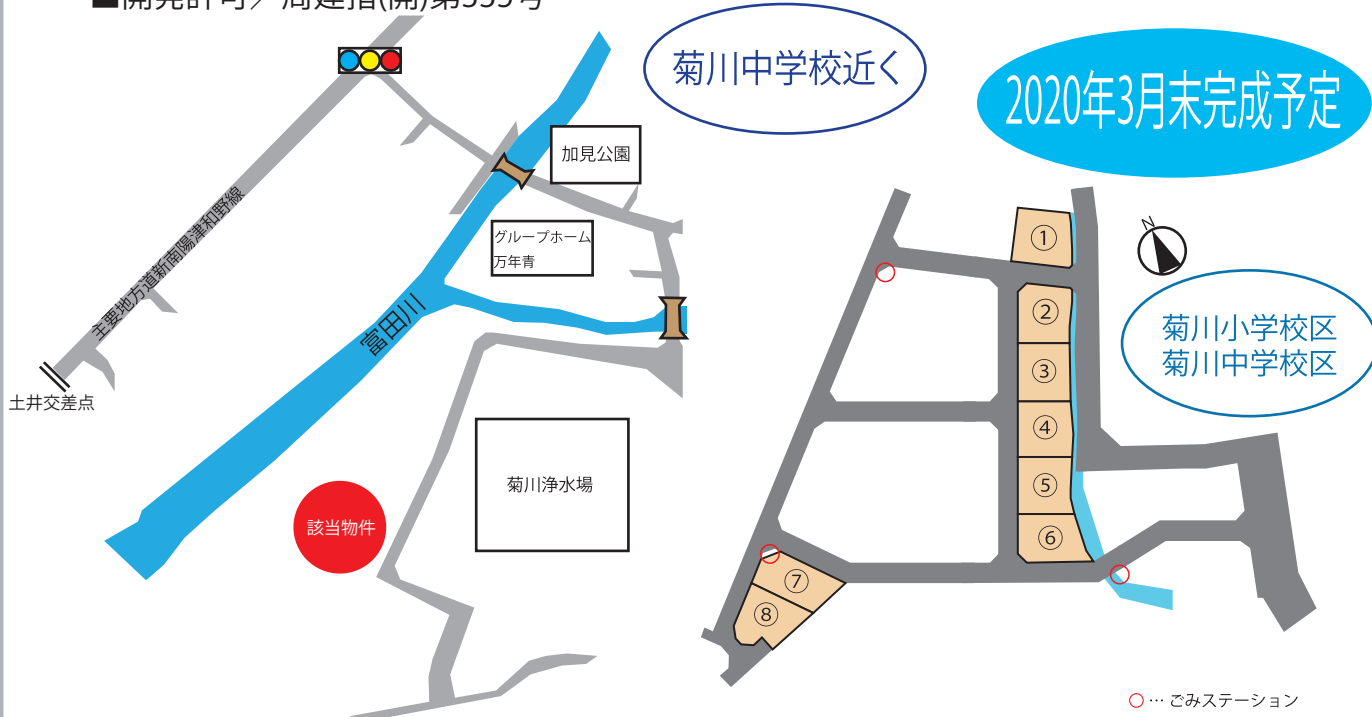 菊川中学校近く
2020年3月末完成予定
加見公園
グループホーム
万年青
主要地方道新南陽津和野線
富田川
土井交差点
菊川浄水場
該当物件
N
菊川小学校区
菊川中学校区
①
②
③
④
⑤
⑥
⑦
⑧
○ … ごみステーション